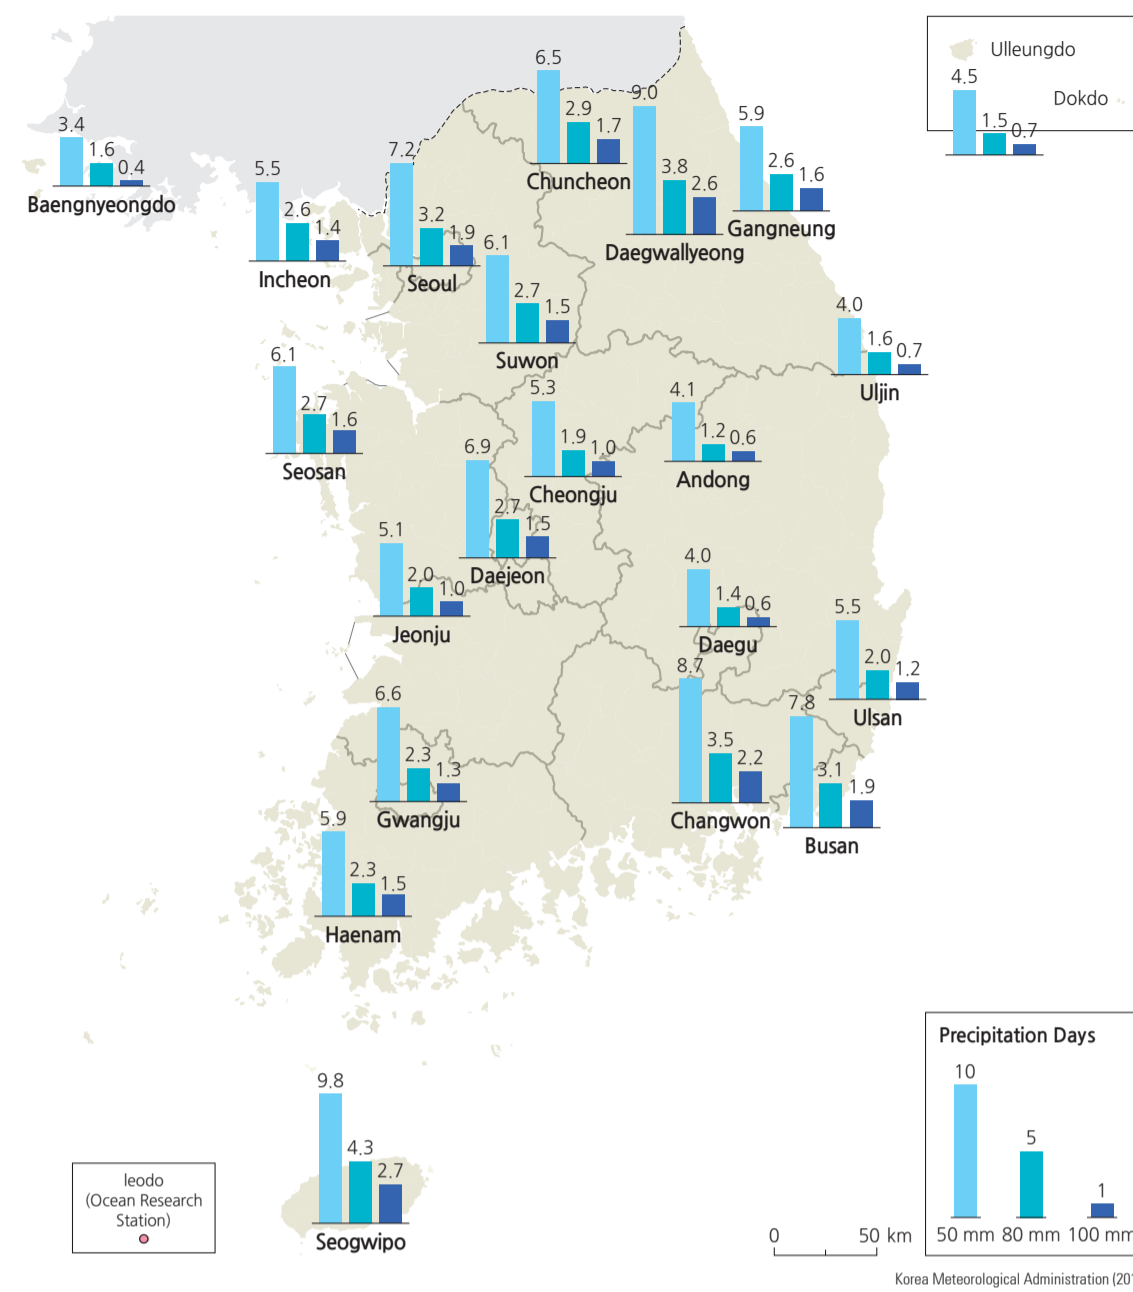 6.5
2.9
1.7
Chuncheon
9.0
3.8
2.6
Daegwallyeong
5.9
2.6
1.6
Gangneung
Ulleungdo
Dokdo
4.5
1.5
0.7
3.4
1.6
0.4
Baengnyeongdo
5.5
2.6
1.4
Incheon
7.2
3.2
1.9
Seoul
6.1
2.7
1.5
Suwon
4.0
1.6
0.7
Uljin
6.1
2.7
1.6
Seosan
5.3
1.9
1.0
Cheongju
4.1
1.2
0.6
Andong
6.9
2.7
1.5
Daejeon
5.1
2.0
1.0
Jeonju
4.0
1.4
0.6
Daegu
5.5
2.0
1.2
Ulsan
8.7
3.5
2.2
Changwon
7.8
3.1
1.9
Busan
6.6
2.3
1.3
Gwangju
5.9
2.3
1.5
Haenam
9.8
4.3
2.7
Seogwipo
Ieodo
(Ocean Research
Station)
0 50 km
Precipitation Days
10
5
1
50 mm 80 mm 100 mm
Korea Meteorological Administration (201